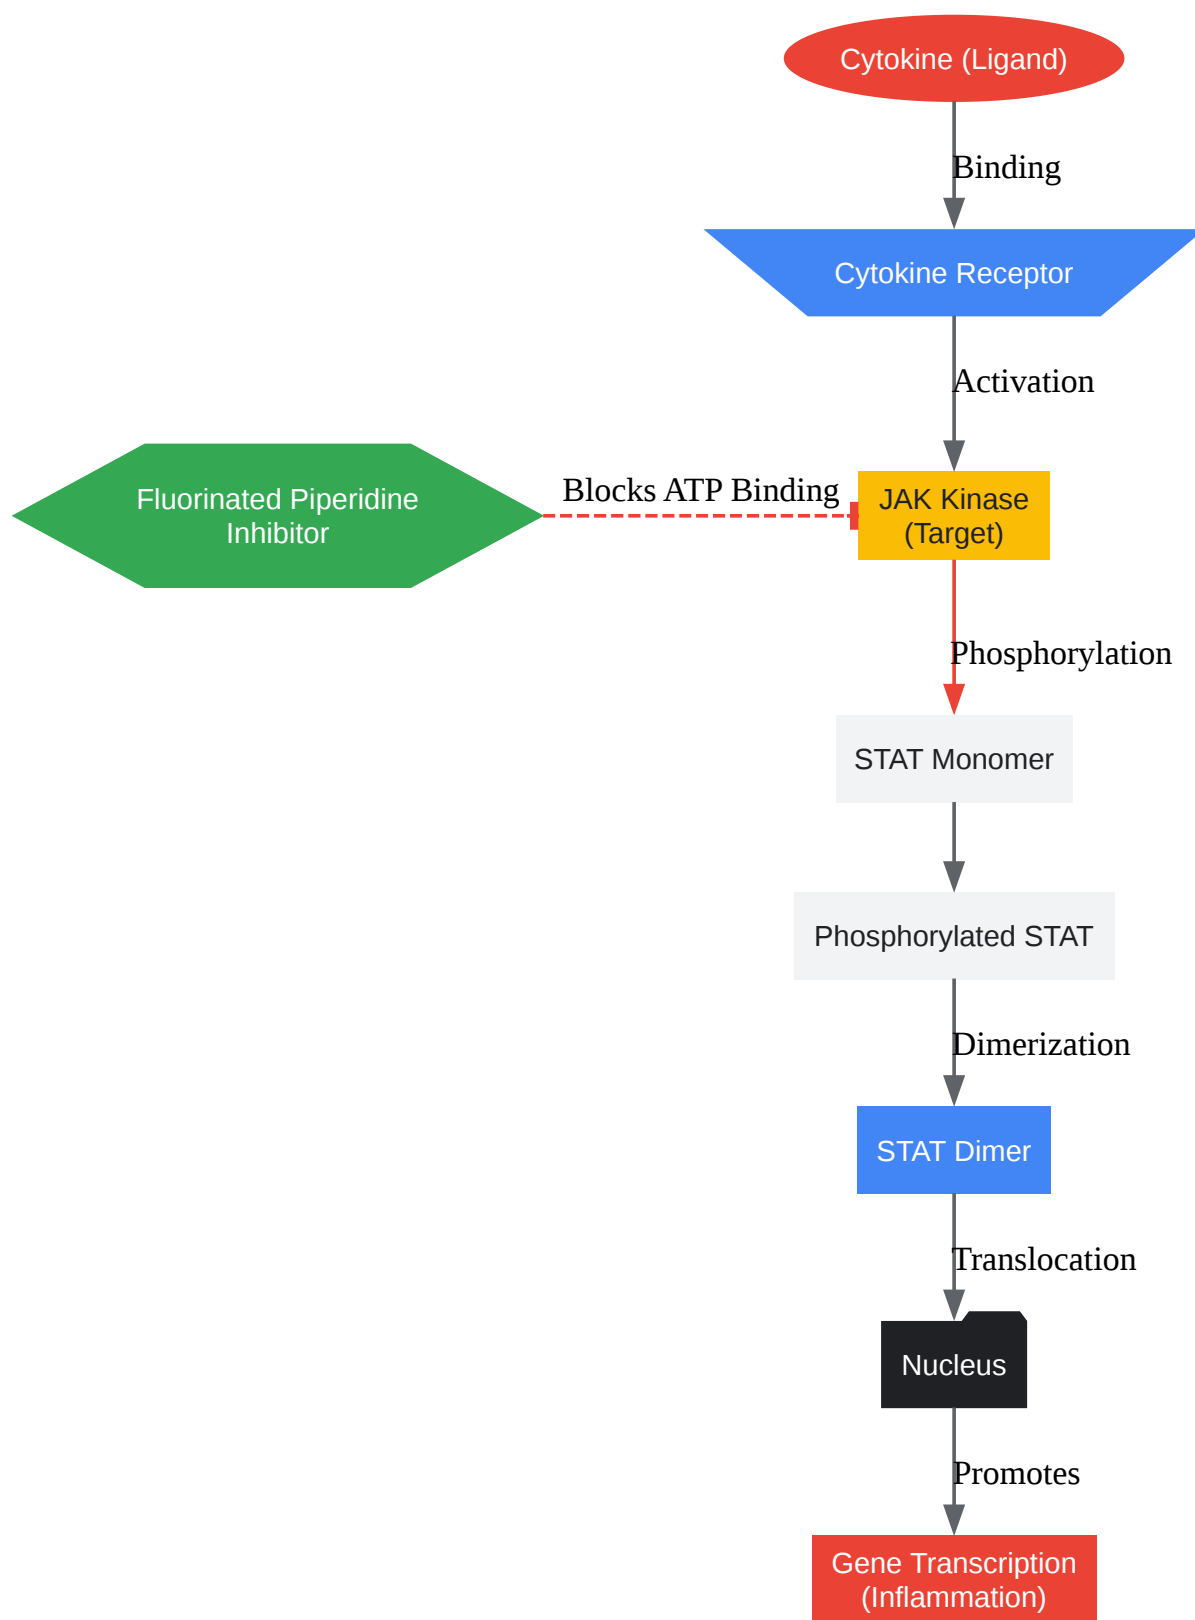 Cytokine (Ligand)
Binding
Cytokine Receptor
Activation
Fluorinated Piperidine
Inhibitor
Blocks ATP Binding
JAK Kinase
(Target)
Phosphorylation
STAT Monomer
Phosphorylated STAT
Dimerization
STAT Dimer
Translocation
Nucleus
Promotes
Gene Transcription
(Inflammation)